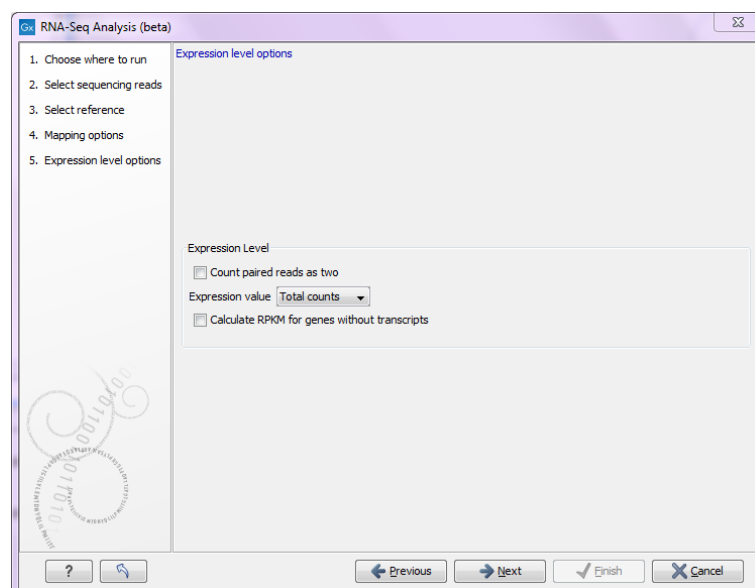 Gx RNA-Seq Analysis (beta)
1. Choose where to run
2. Select sequencing reads
3. Select reference
4. Mapping options
5. Expression level options
Expression level options
Expression Level
Count paired reads as two
Expression value Total counts
Calculate RPKM for genes without transcripts
? Previous Next Finish Cancel